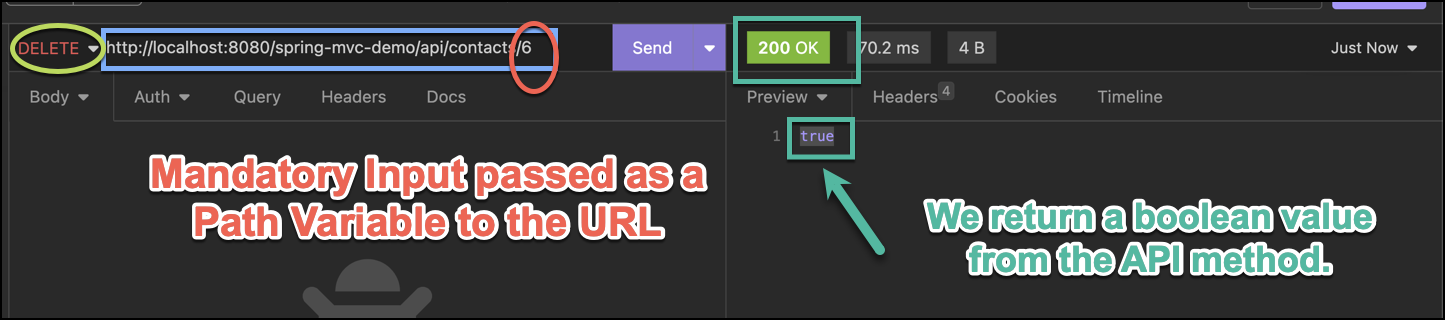 DELETE http://localhost:8080/spring-mvc-demo/api/contacts/6 Send 200 OK 70.2 ms 4 B Just Now
Body Auth Query Headers Docs Preview Headers 4 Cookies Timeline
1 true
Mandatory Input passed as a
Path Variable to the URL
We return a boolean value
from the API method.